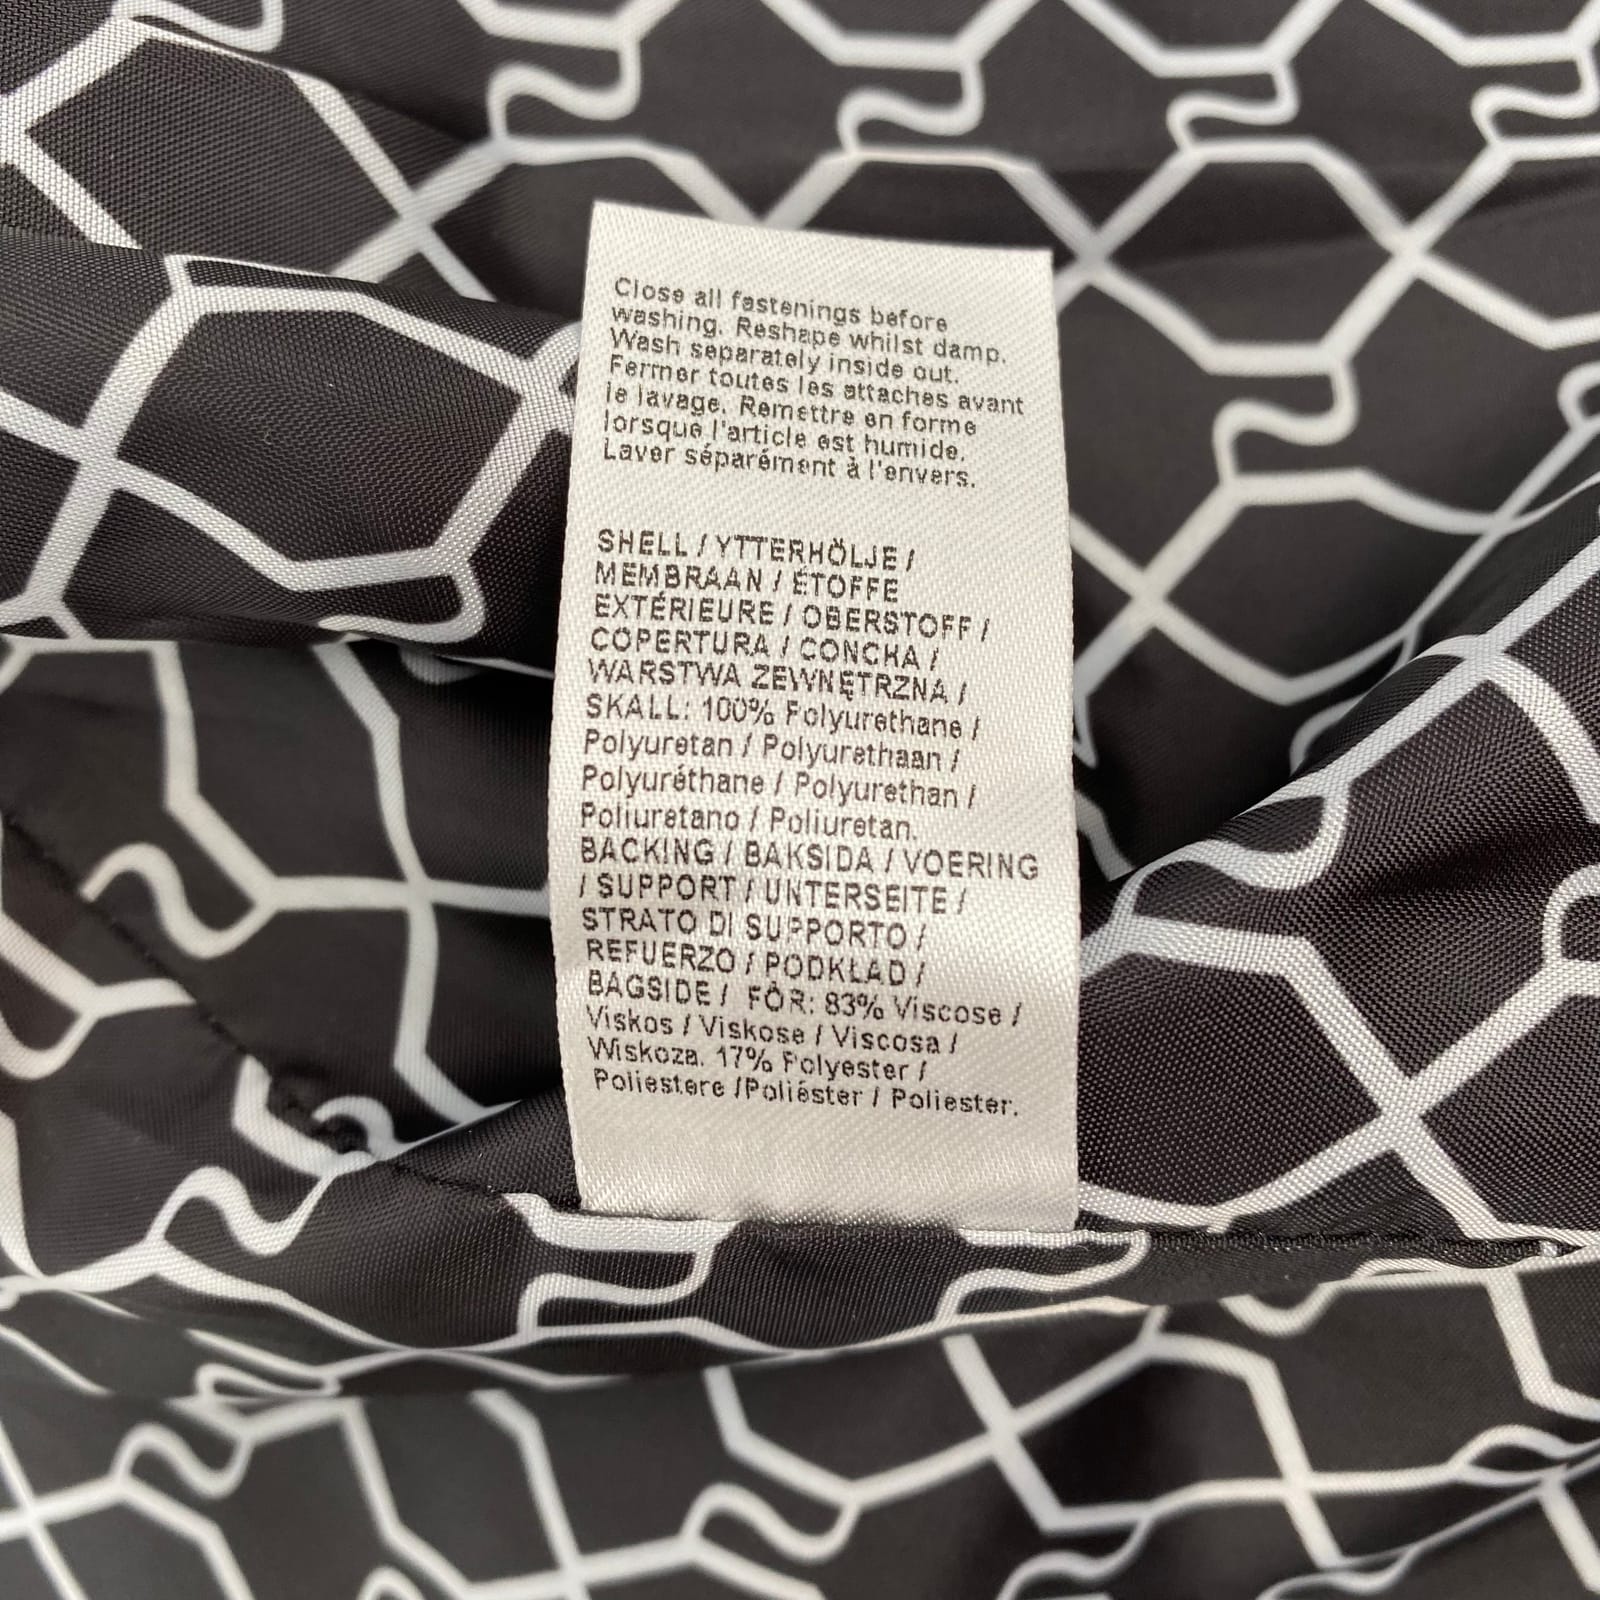 Close all fastenings before
washing. Reshape whilst damp.
Wash separately inside out.
Fermer toutes les attaches avant
le lavage. Remettre en forme
lorsque l'article est humide.
Laver séparément à l'envers.
SHELL / YTTERHÖLJE /
MEMBRAAN / ÉTOFFE
EXTÉRIEURE / OBERSTOFF /
COPERTURA / CONCHA /
WARSTWA ZEWNĘTRZNA /
SKALL: 100% Polyurethane /
Polyuretan / Polyurethaan /
Polyuréthane / Polyurethan /
Poliuretano / Poliuretan.
BACKING / BAKSIDA / VOERING
/ SUPPORT / UNTERSEITE /
STRATO DI SUPPORTO /
REFUERZO / PODKŁAD /
BAGSIDE / FÔR: 83% Viscose /
Viskos / Viskose / Viscosa /
Wiskoza. 17% Polyester /
Poliestere /Poliéster / Poliester.